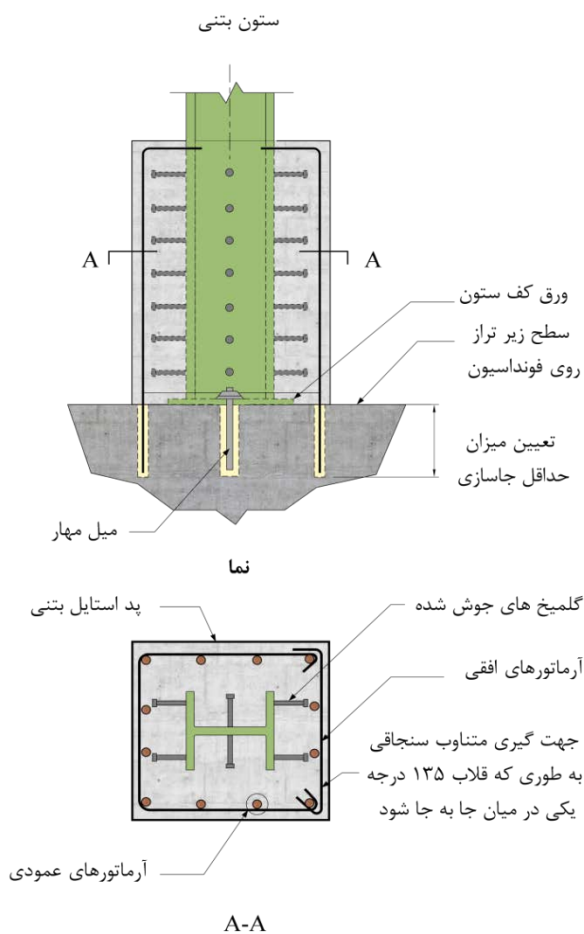 ستون بتنی
A
A
ورق کف ستون
سطح زیر تراز
روی فونداسیون
تعیین میزان
حداقل جاسازی
میل مهار
نما
پد استایل بتنی
گلمیخ های جوش شده
آرماتورهای افقی
جهت گیری متناوب سنجاقی
به طوری که قلاب ۱۳۵ درجه
یکی در میان جا به جا شود
آرماتورهای عمودی
A-A